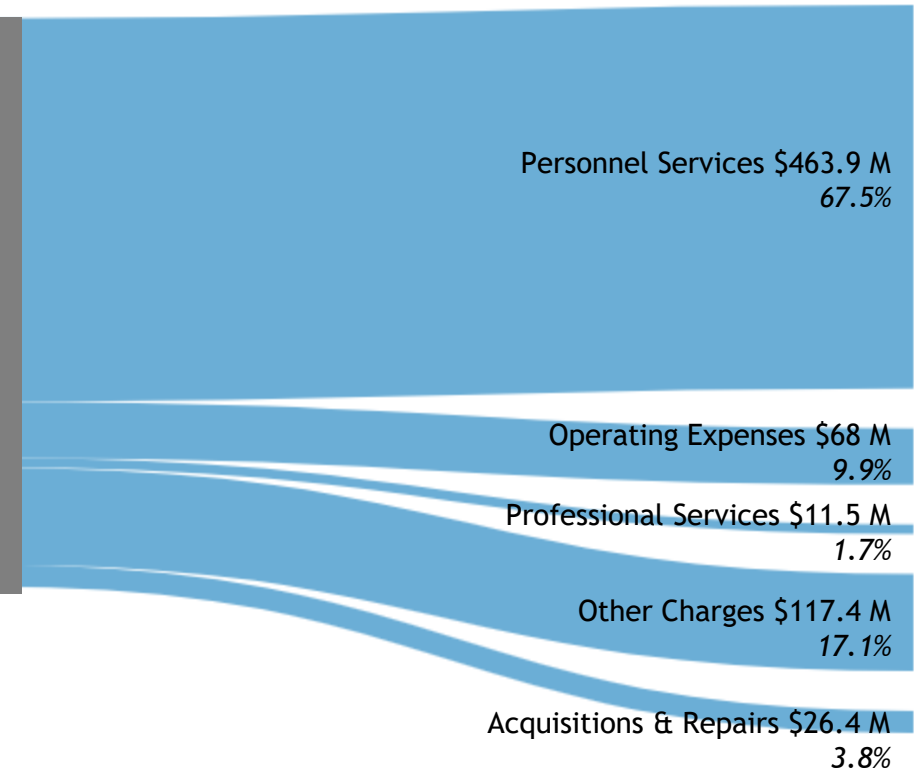 Personnel Services $463.9 M
67.5%
Operating Expenses $68 M
9.9%
Professional Services $11.5 M
1.7%
Other Charges $117.4 M
17.1%
Acquisitions & Repairs $26.4 M
3.8%